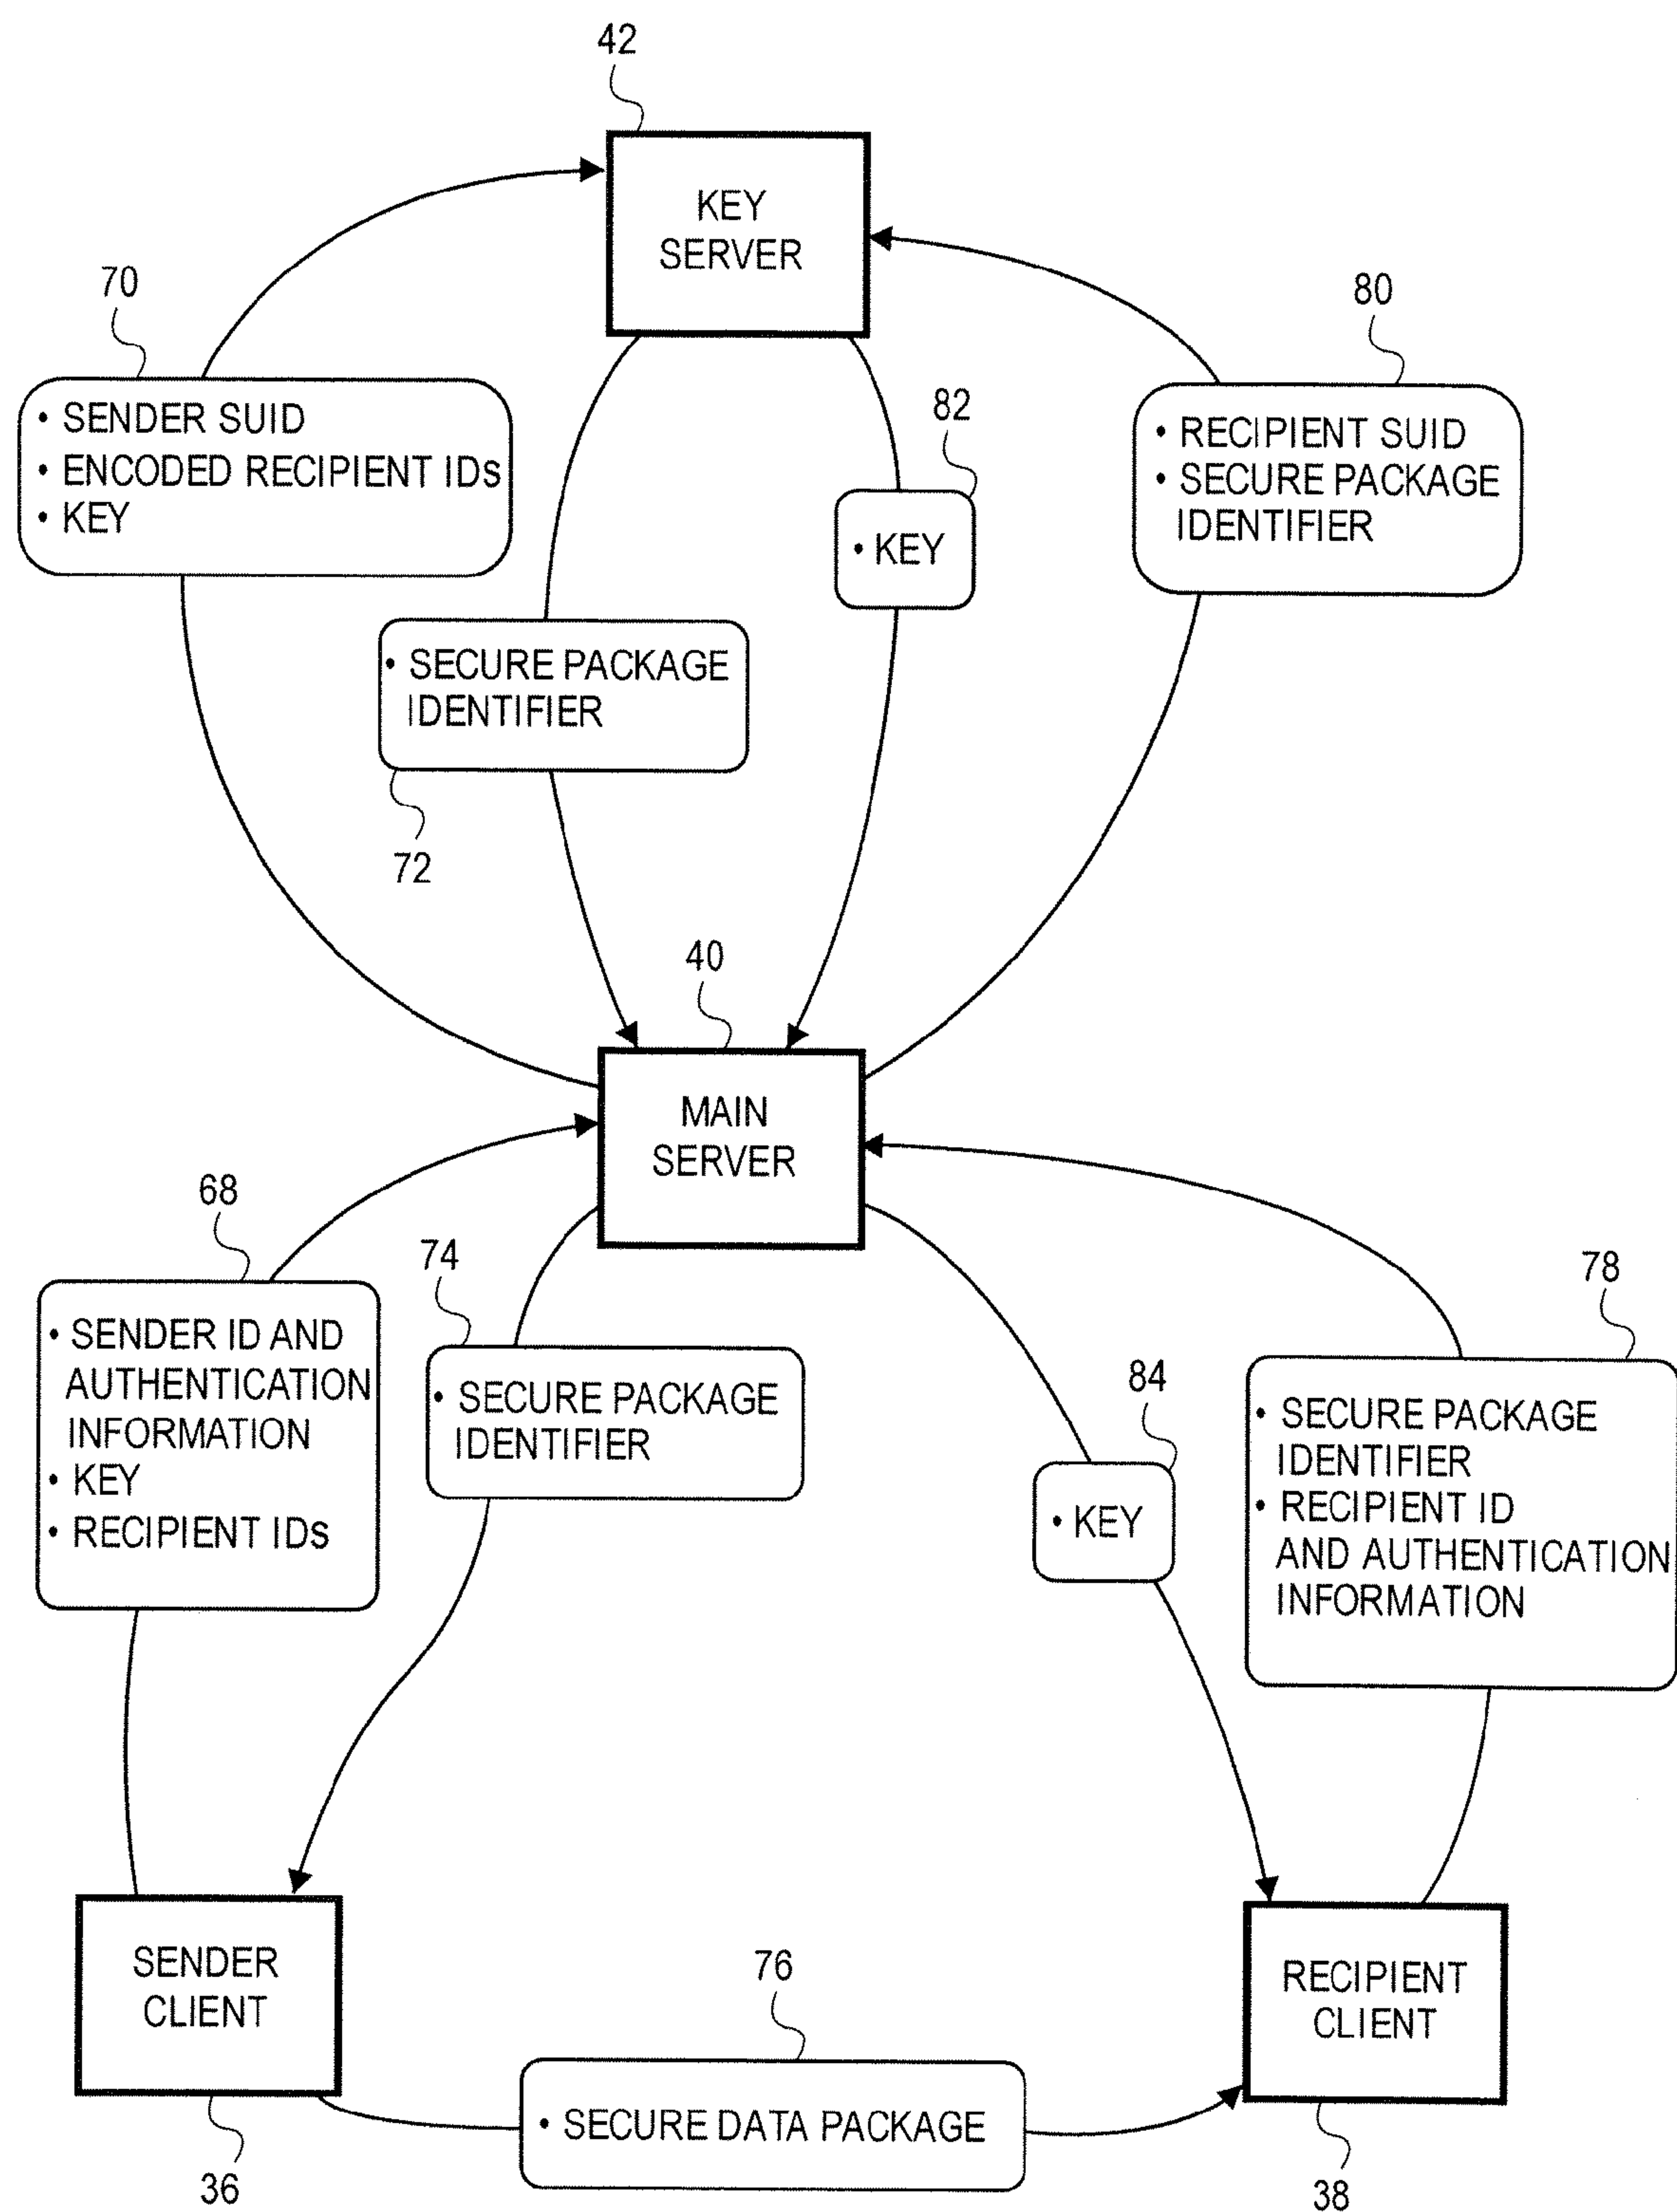 42
KEY
SERVER
70
• SENDER SUID
• ENCODED RECIPIENT IDs
• KEY
80
• RECIPIENT SUID
• SECURE PACKAGE
IDENTIFIER
82
• KEY
• SECURE PACKAGE
IDENTIFIER
72
40
MAIN
SERVER
68
• SENDER ID AND
AUTHENTICATION
INFORMATION
• KEY
• RECIPIENT IDs
74
• SECURE PACKAGE
IDENTIFIER
84
• KEY
78
• SECURE PACKAGE
IDENTIFIER
• RECIPIENT ID
AND AUTHENTICATION
INFORMATION
SENDER
CLIENT
36
76
• SECURE DATA PACKAGE
RECIPIENT
CLIENT
38